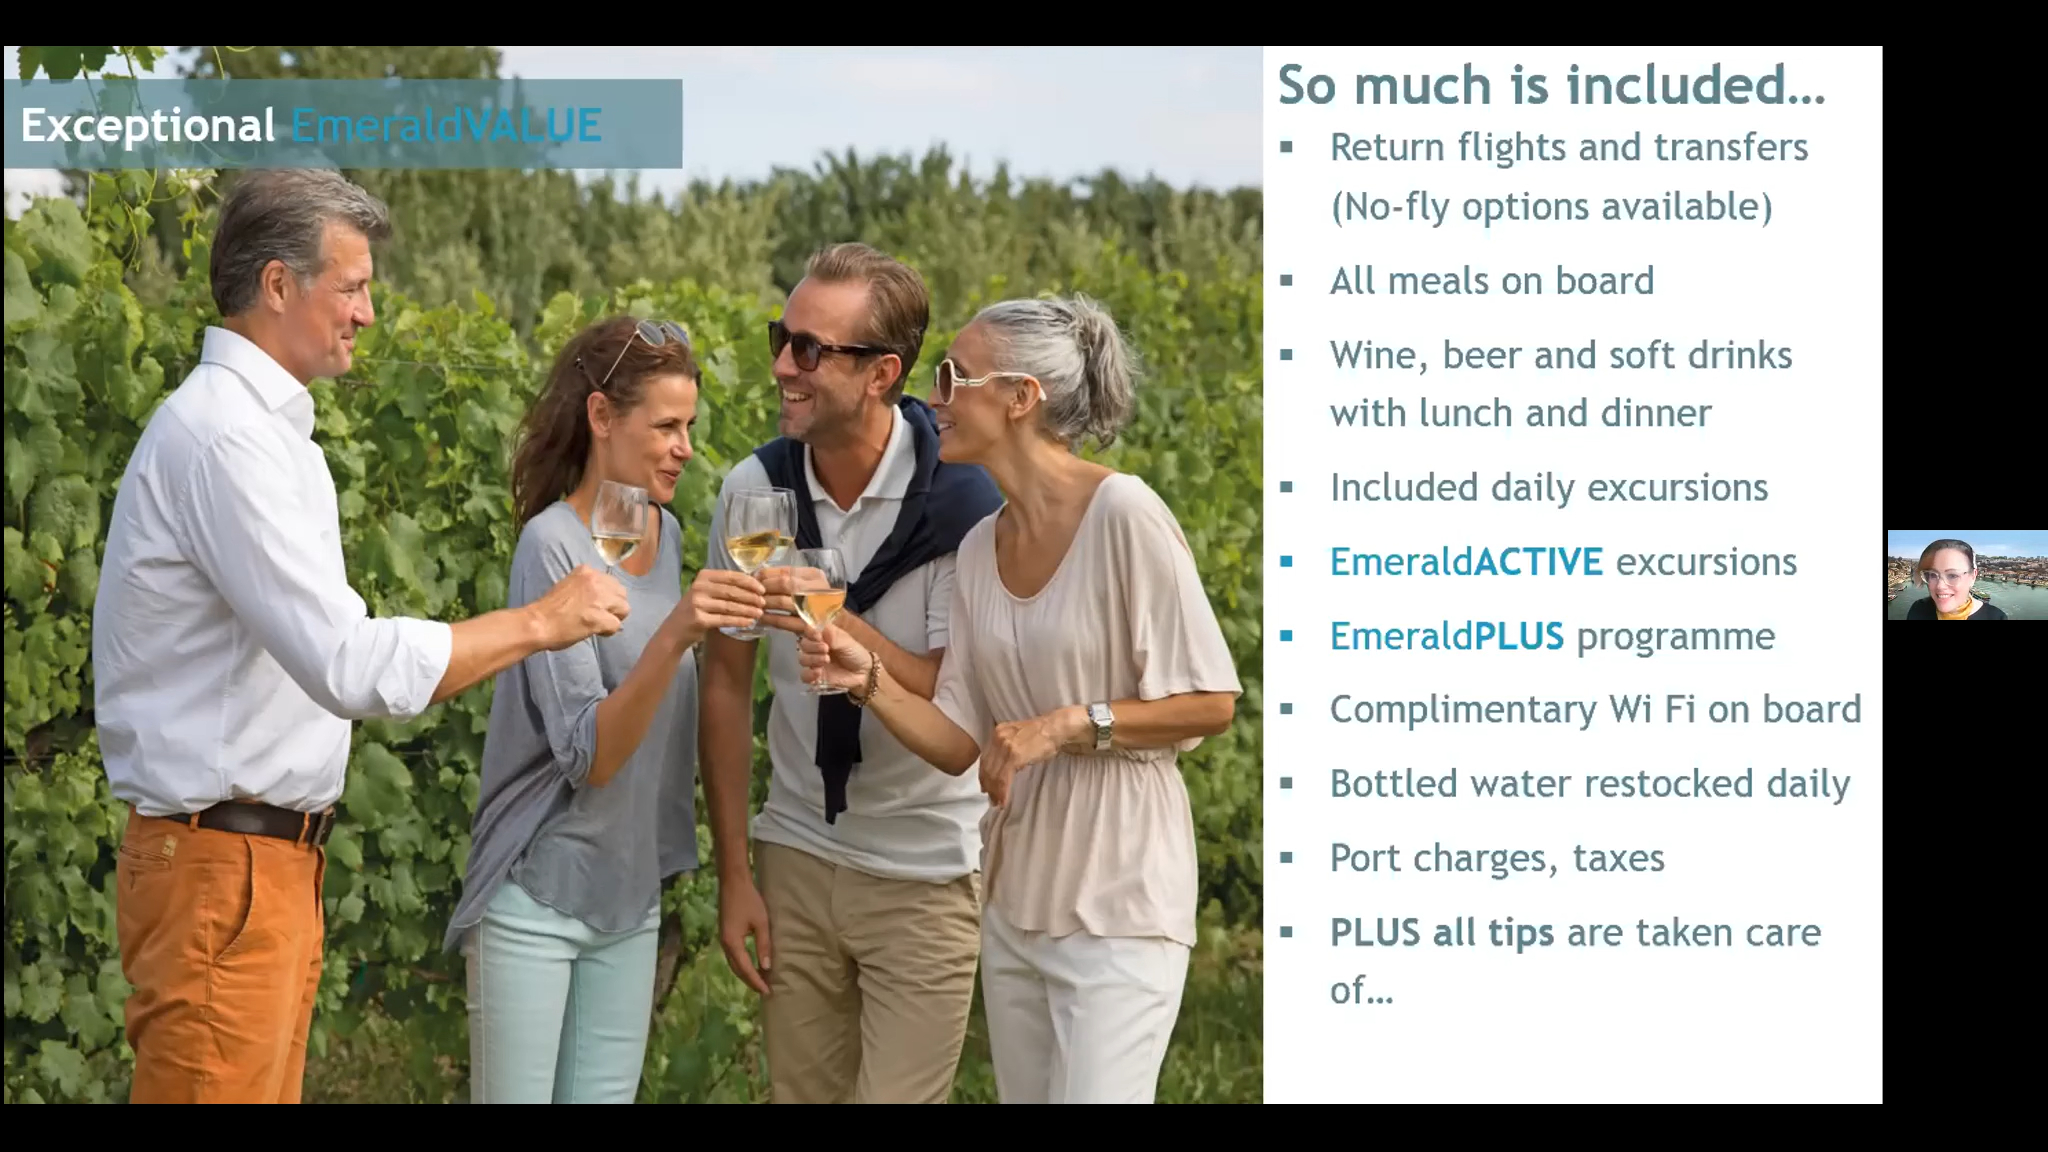 Exceptional EmeraldVALUE
So much is included...
▪ Return flights and transfers
(No-fly options available)
▪ All meals on board
▪ Wine, beer and soft drinks
with lunch and dinner
▪ Included daily excursions
▪ EmeraldACTIVE excursions
▪ EmeraldPLUS programme
▪ Complimentary Wi Fi on board
▪ Bottled water restocked daily
▪ Port charges, taxes
▪ PLUS all tips are taken care
of...